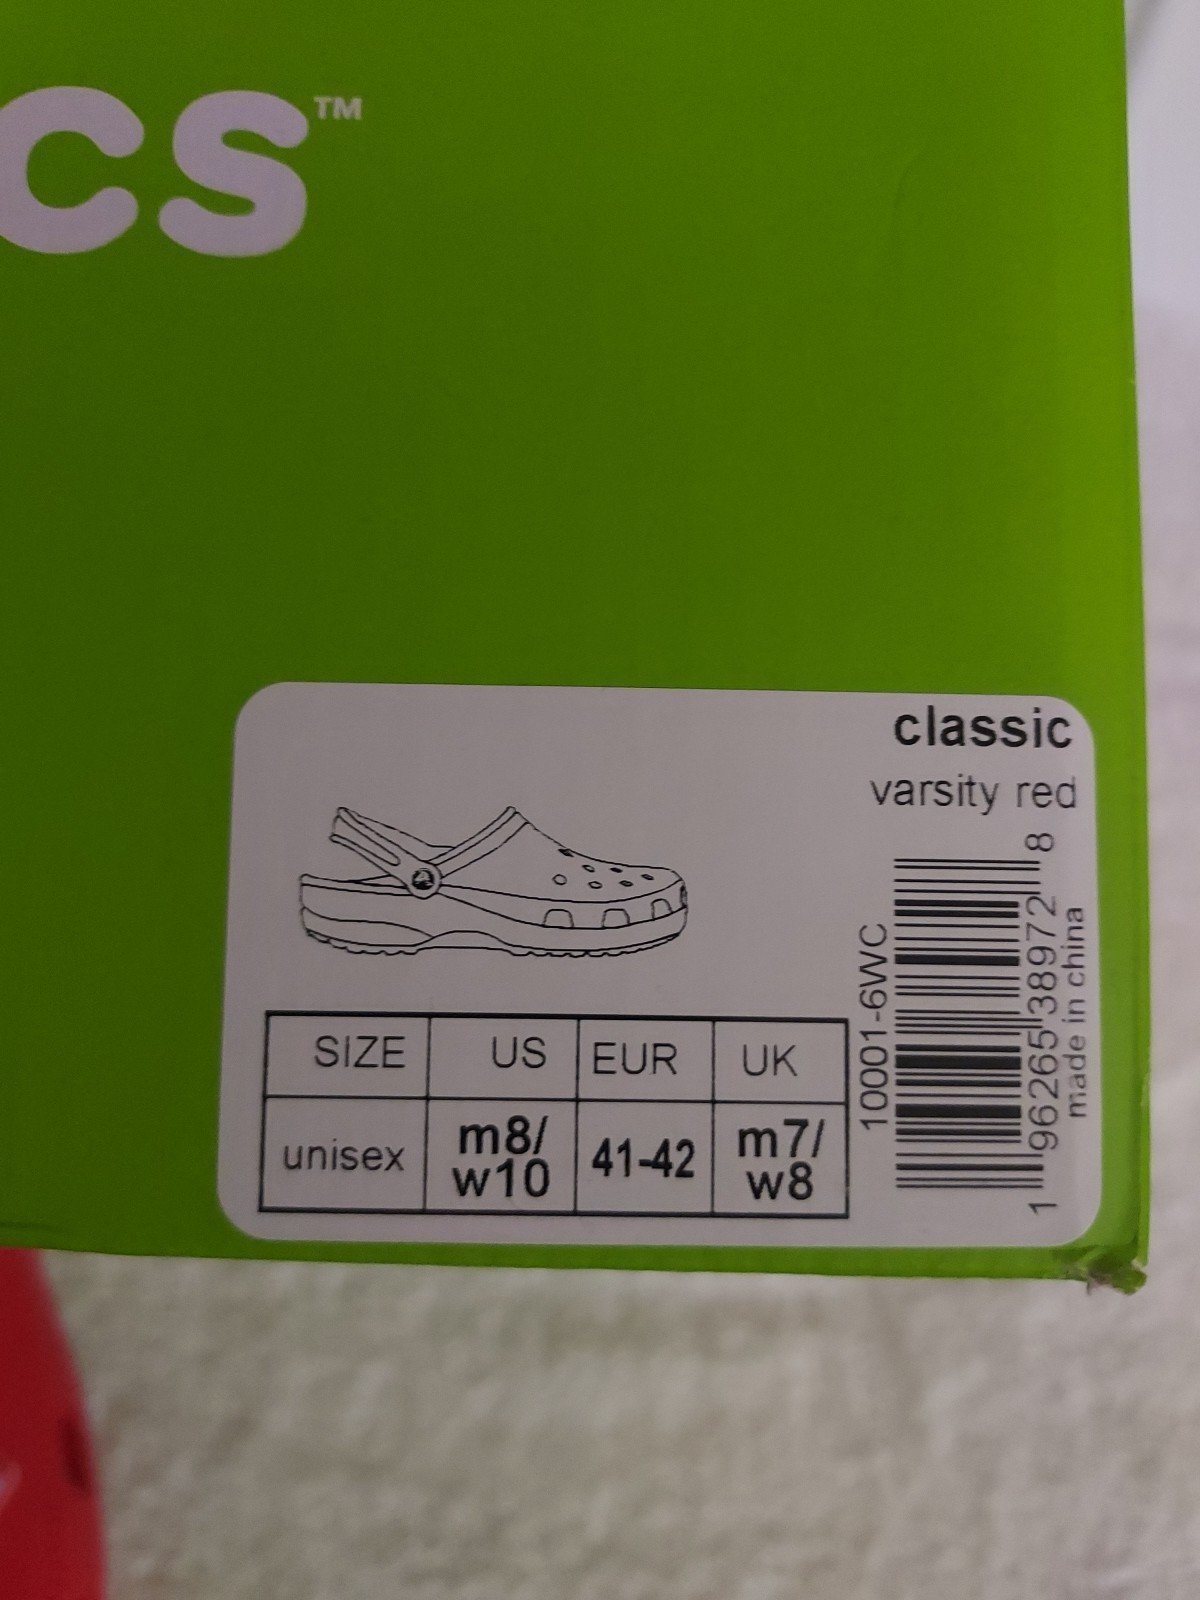 cs™
classic
varsity red
SIZE US EUR UK
unisex m8/ w10 41-42 m7/ w8
10001-6WC
1 96265 38972 8
made in china